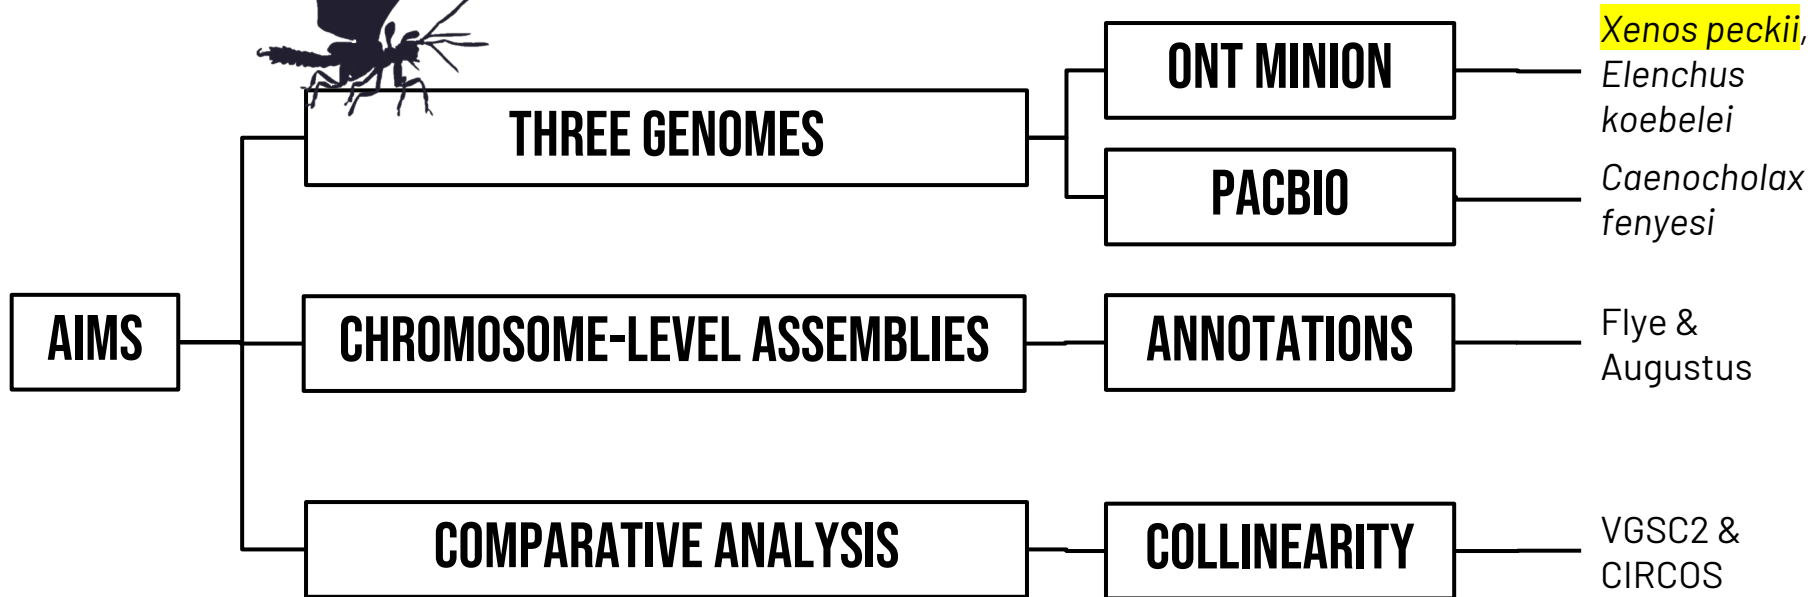 AIMS
THREE GENOMES
ONT MINION
Xenos peckii,
Elenchus
koebelei
PACBIO
Caenocholax
fenyesi
CHROMOSOME-LEVEL ASSEMBLIES
ANNOTATIONS
Flye &
Augustus
COMPARATIVE ANALYSIS
COLLINEARITY
VGSC2 &
CIRCOS